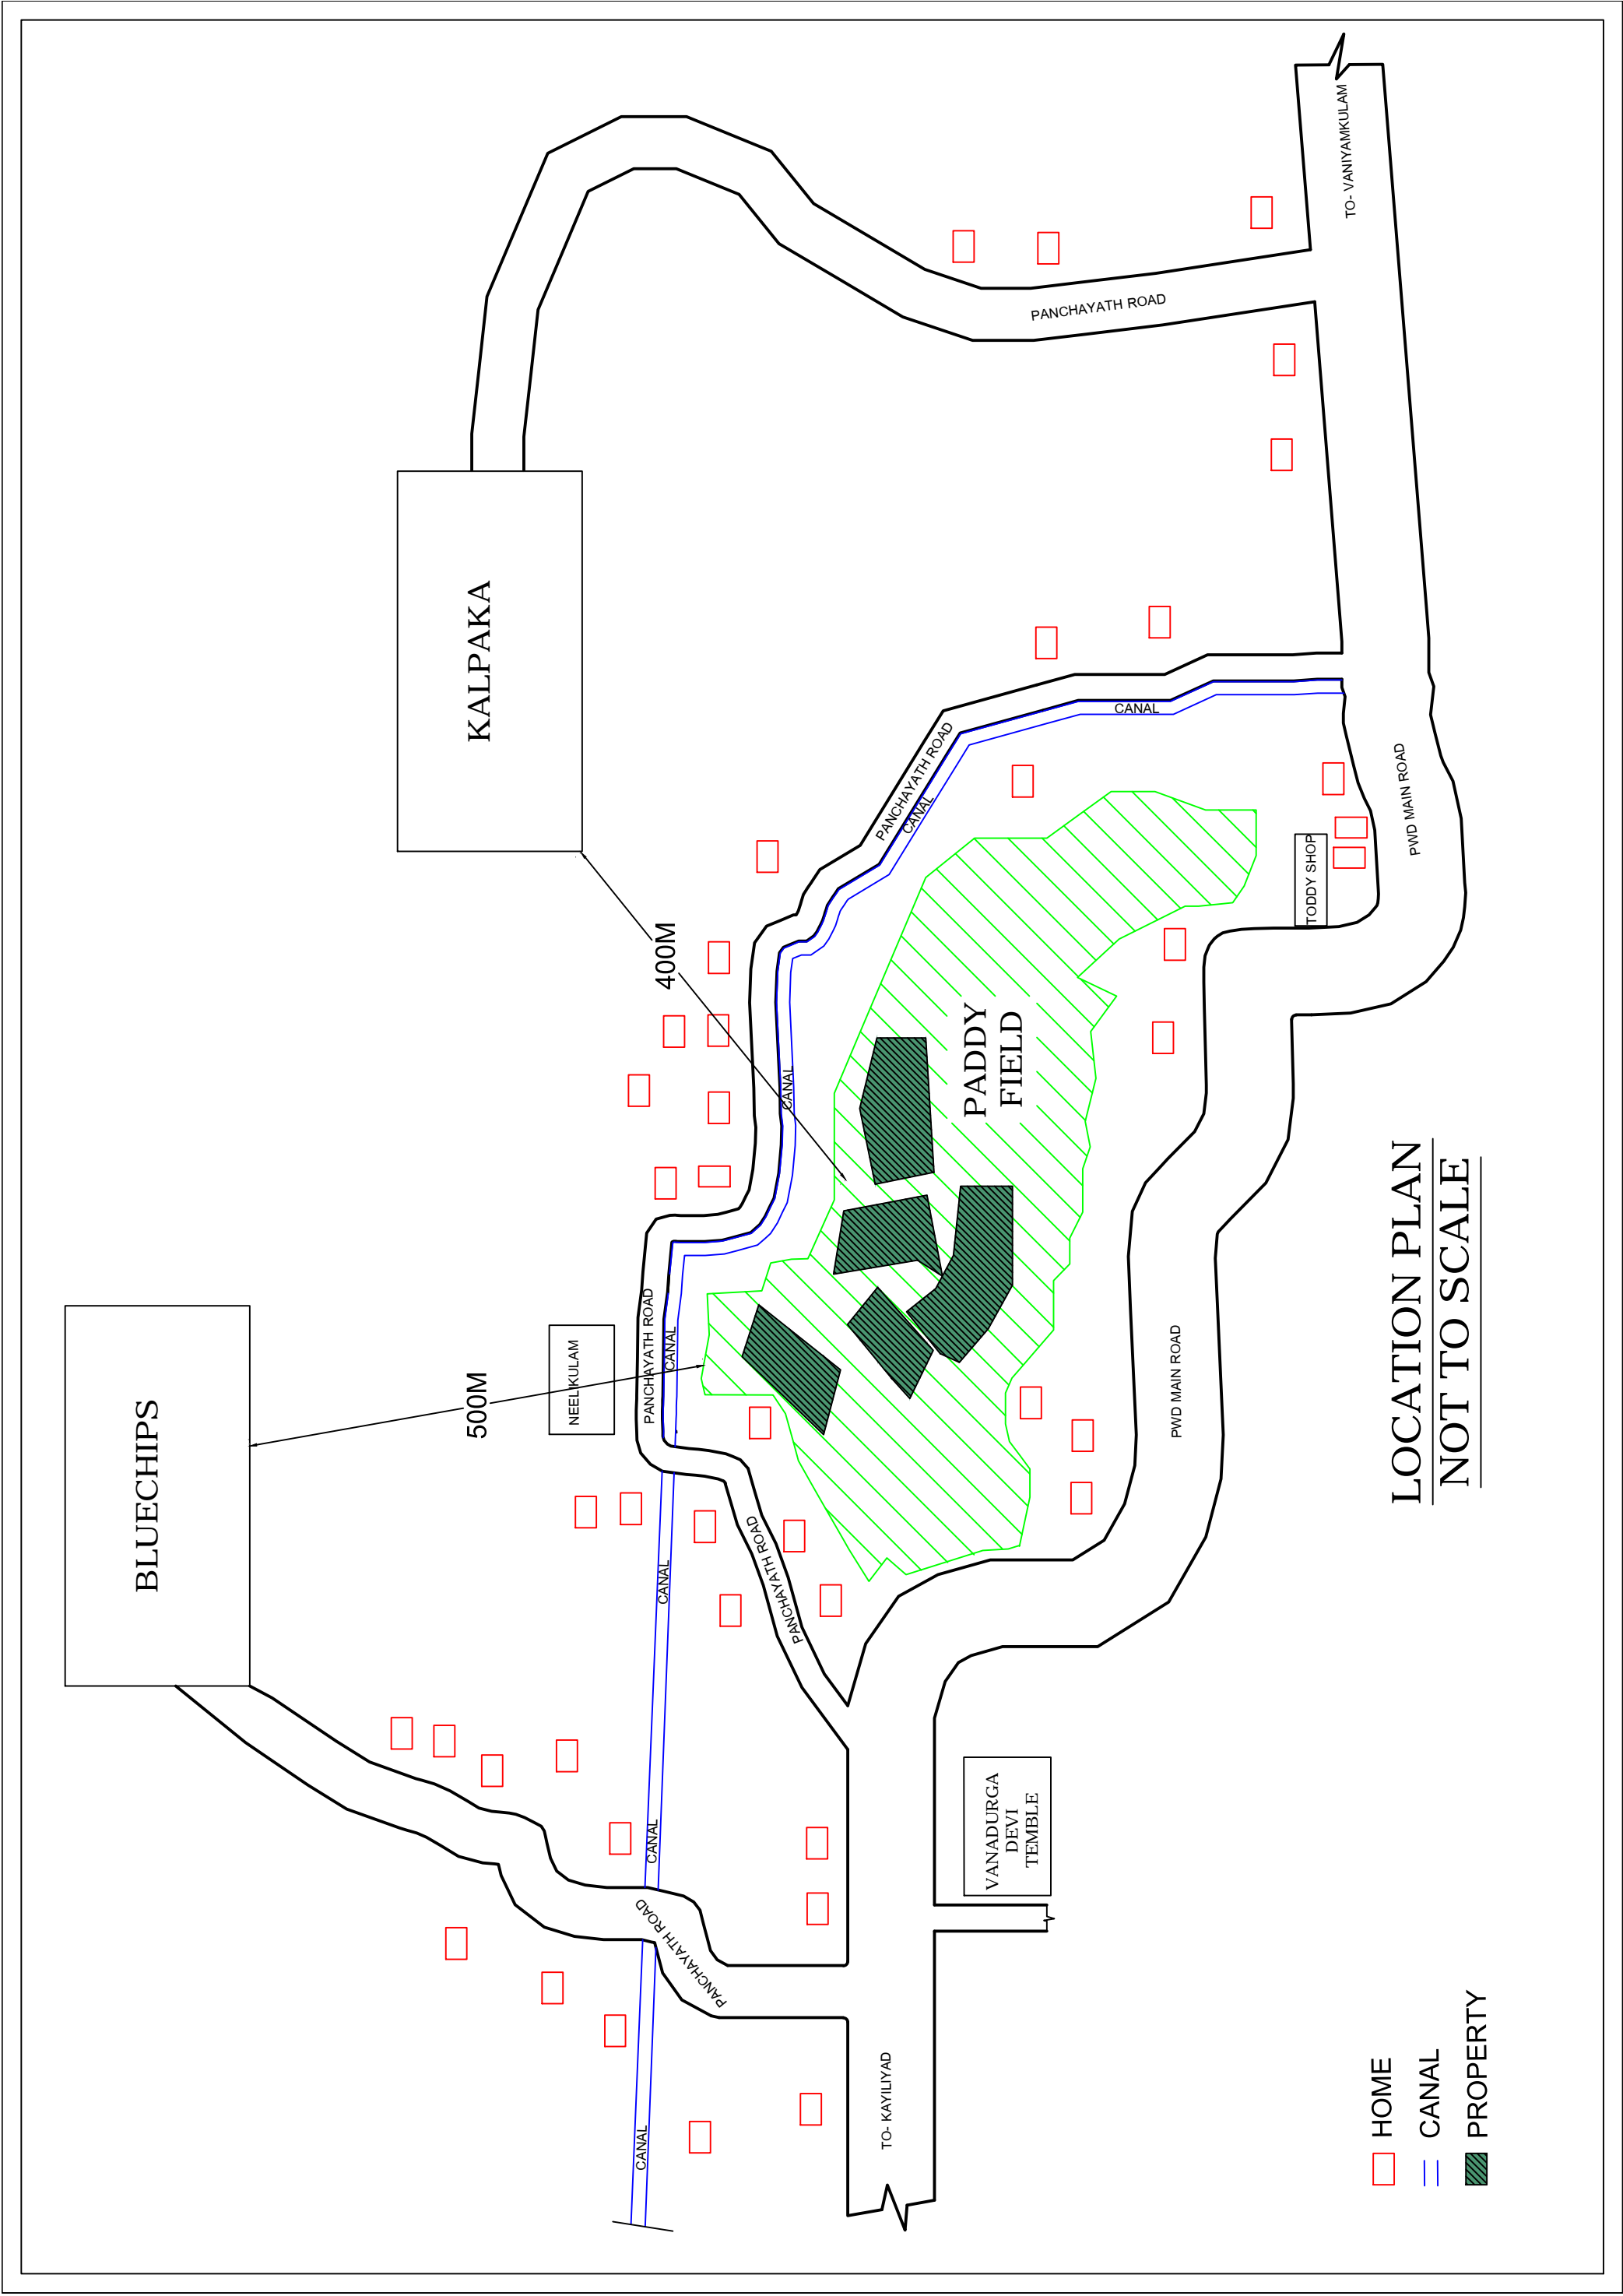 BLUECHIPS
500M
NEELIKULAM
KALPAKA
400M
PANCHAYATH ROAD
PANCHAYATH ROAD
PANCHAYATH ROAD
PANCHAYATH ROAD
PANCHAYATH ROAD
CANAL
CANAL
CANAL
CANAL
CANAL
CANAL
CANAL
PADDY
FIELD
TODDY SHOP
PWD MAIN ROAD
PWD MAIN ROAD
TO- VANIYAMKULAM
TO- KAYILIYAD
VANADURGA
DEVI
TEMBLE
LOCATION PLAN
NOT TO SCALE
HOME
CANAL
PROPERTY